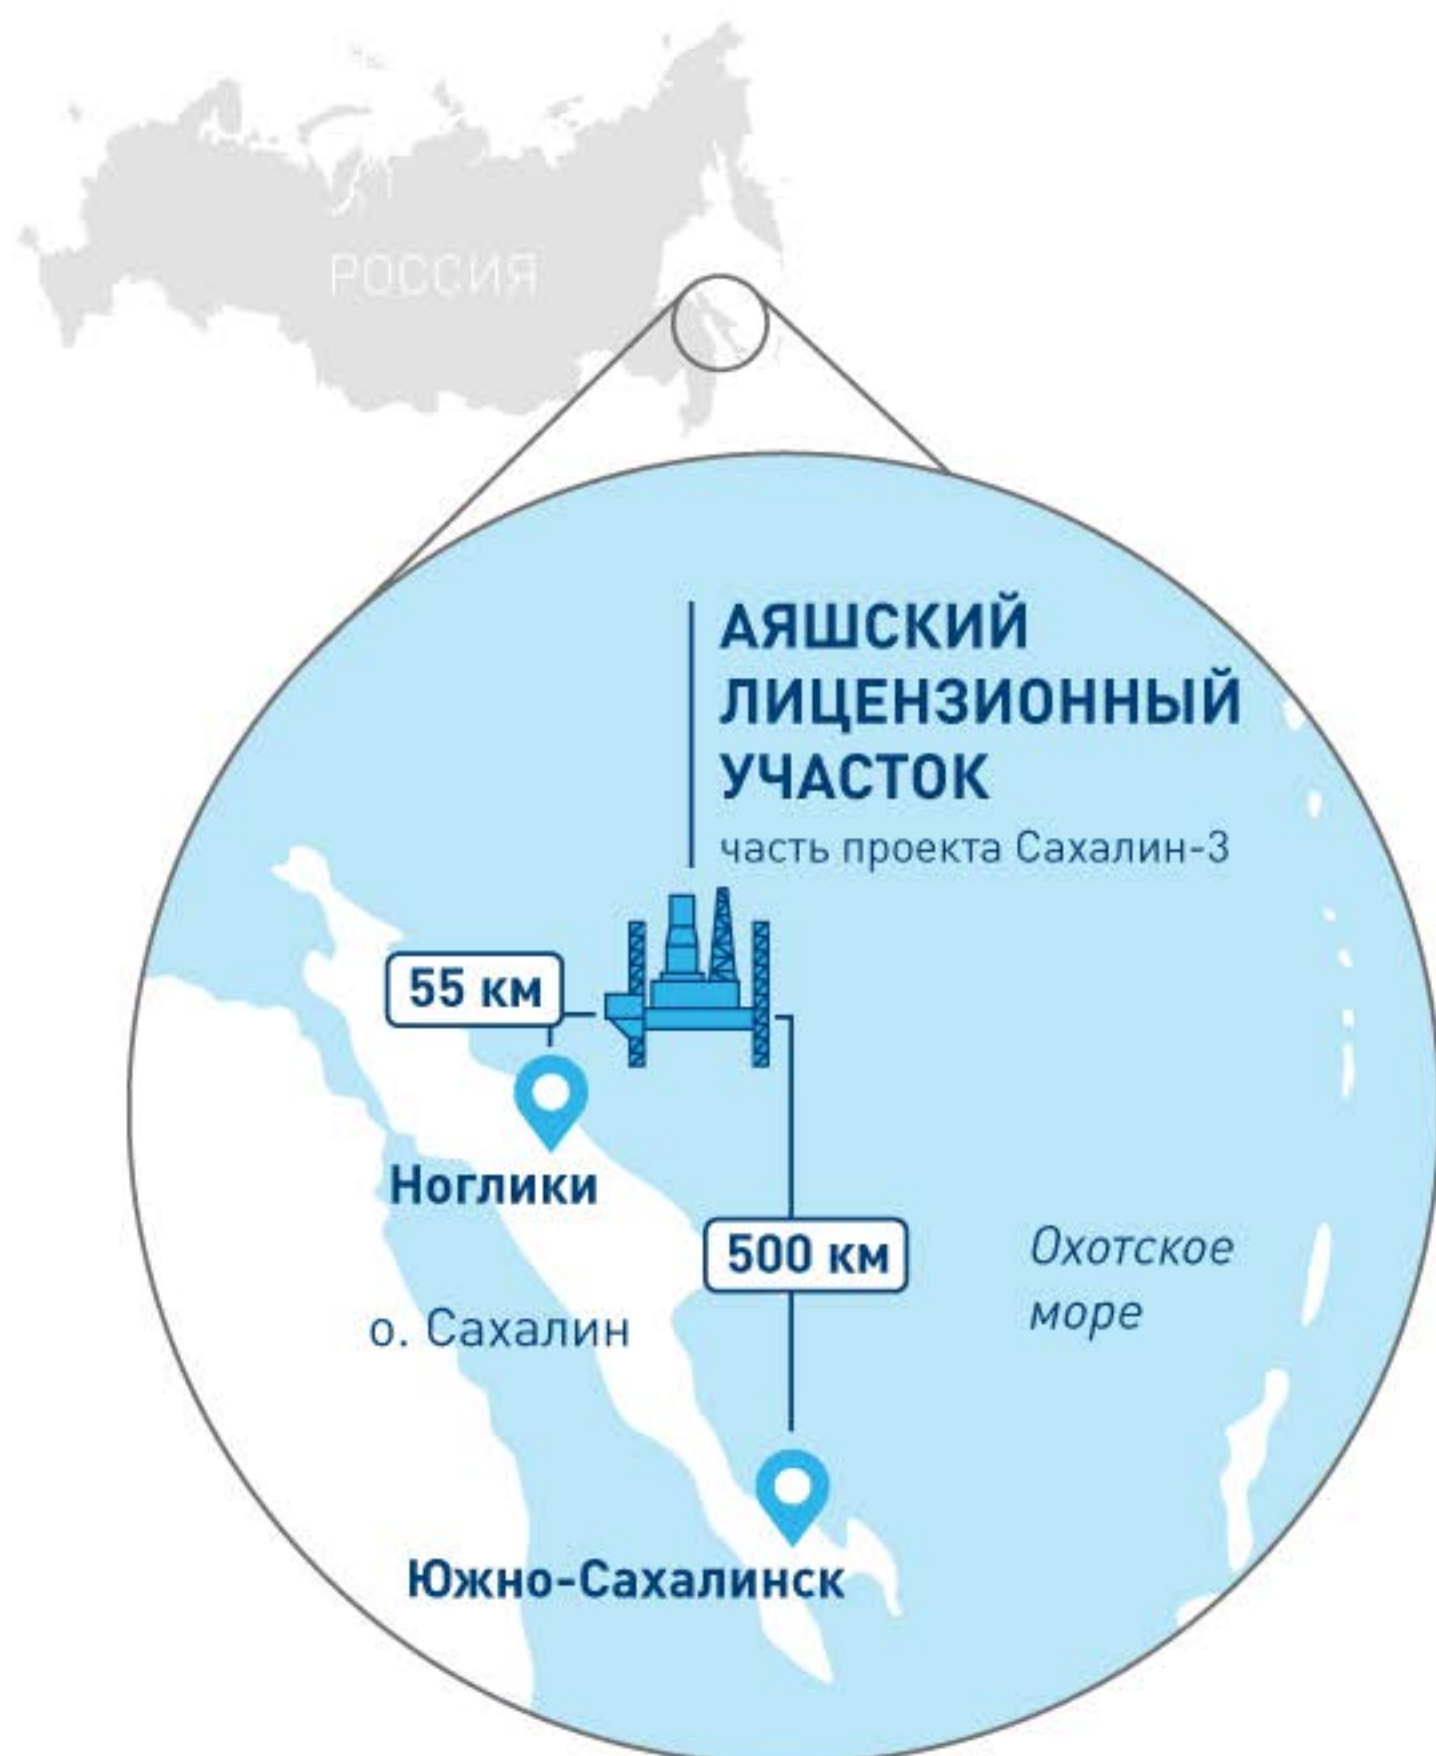 РОССИЯ
АЯШСКИЙ
ЛИЦЕНЗИОННЫЙ
УЧАСТОК
часть проекта Сахалин-3
55 км
Ноглики
500 км
Охотское
море
о. Сахалин
Южно-Сахалинск